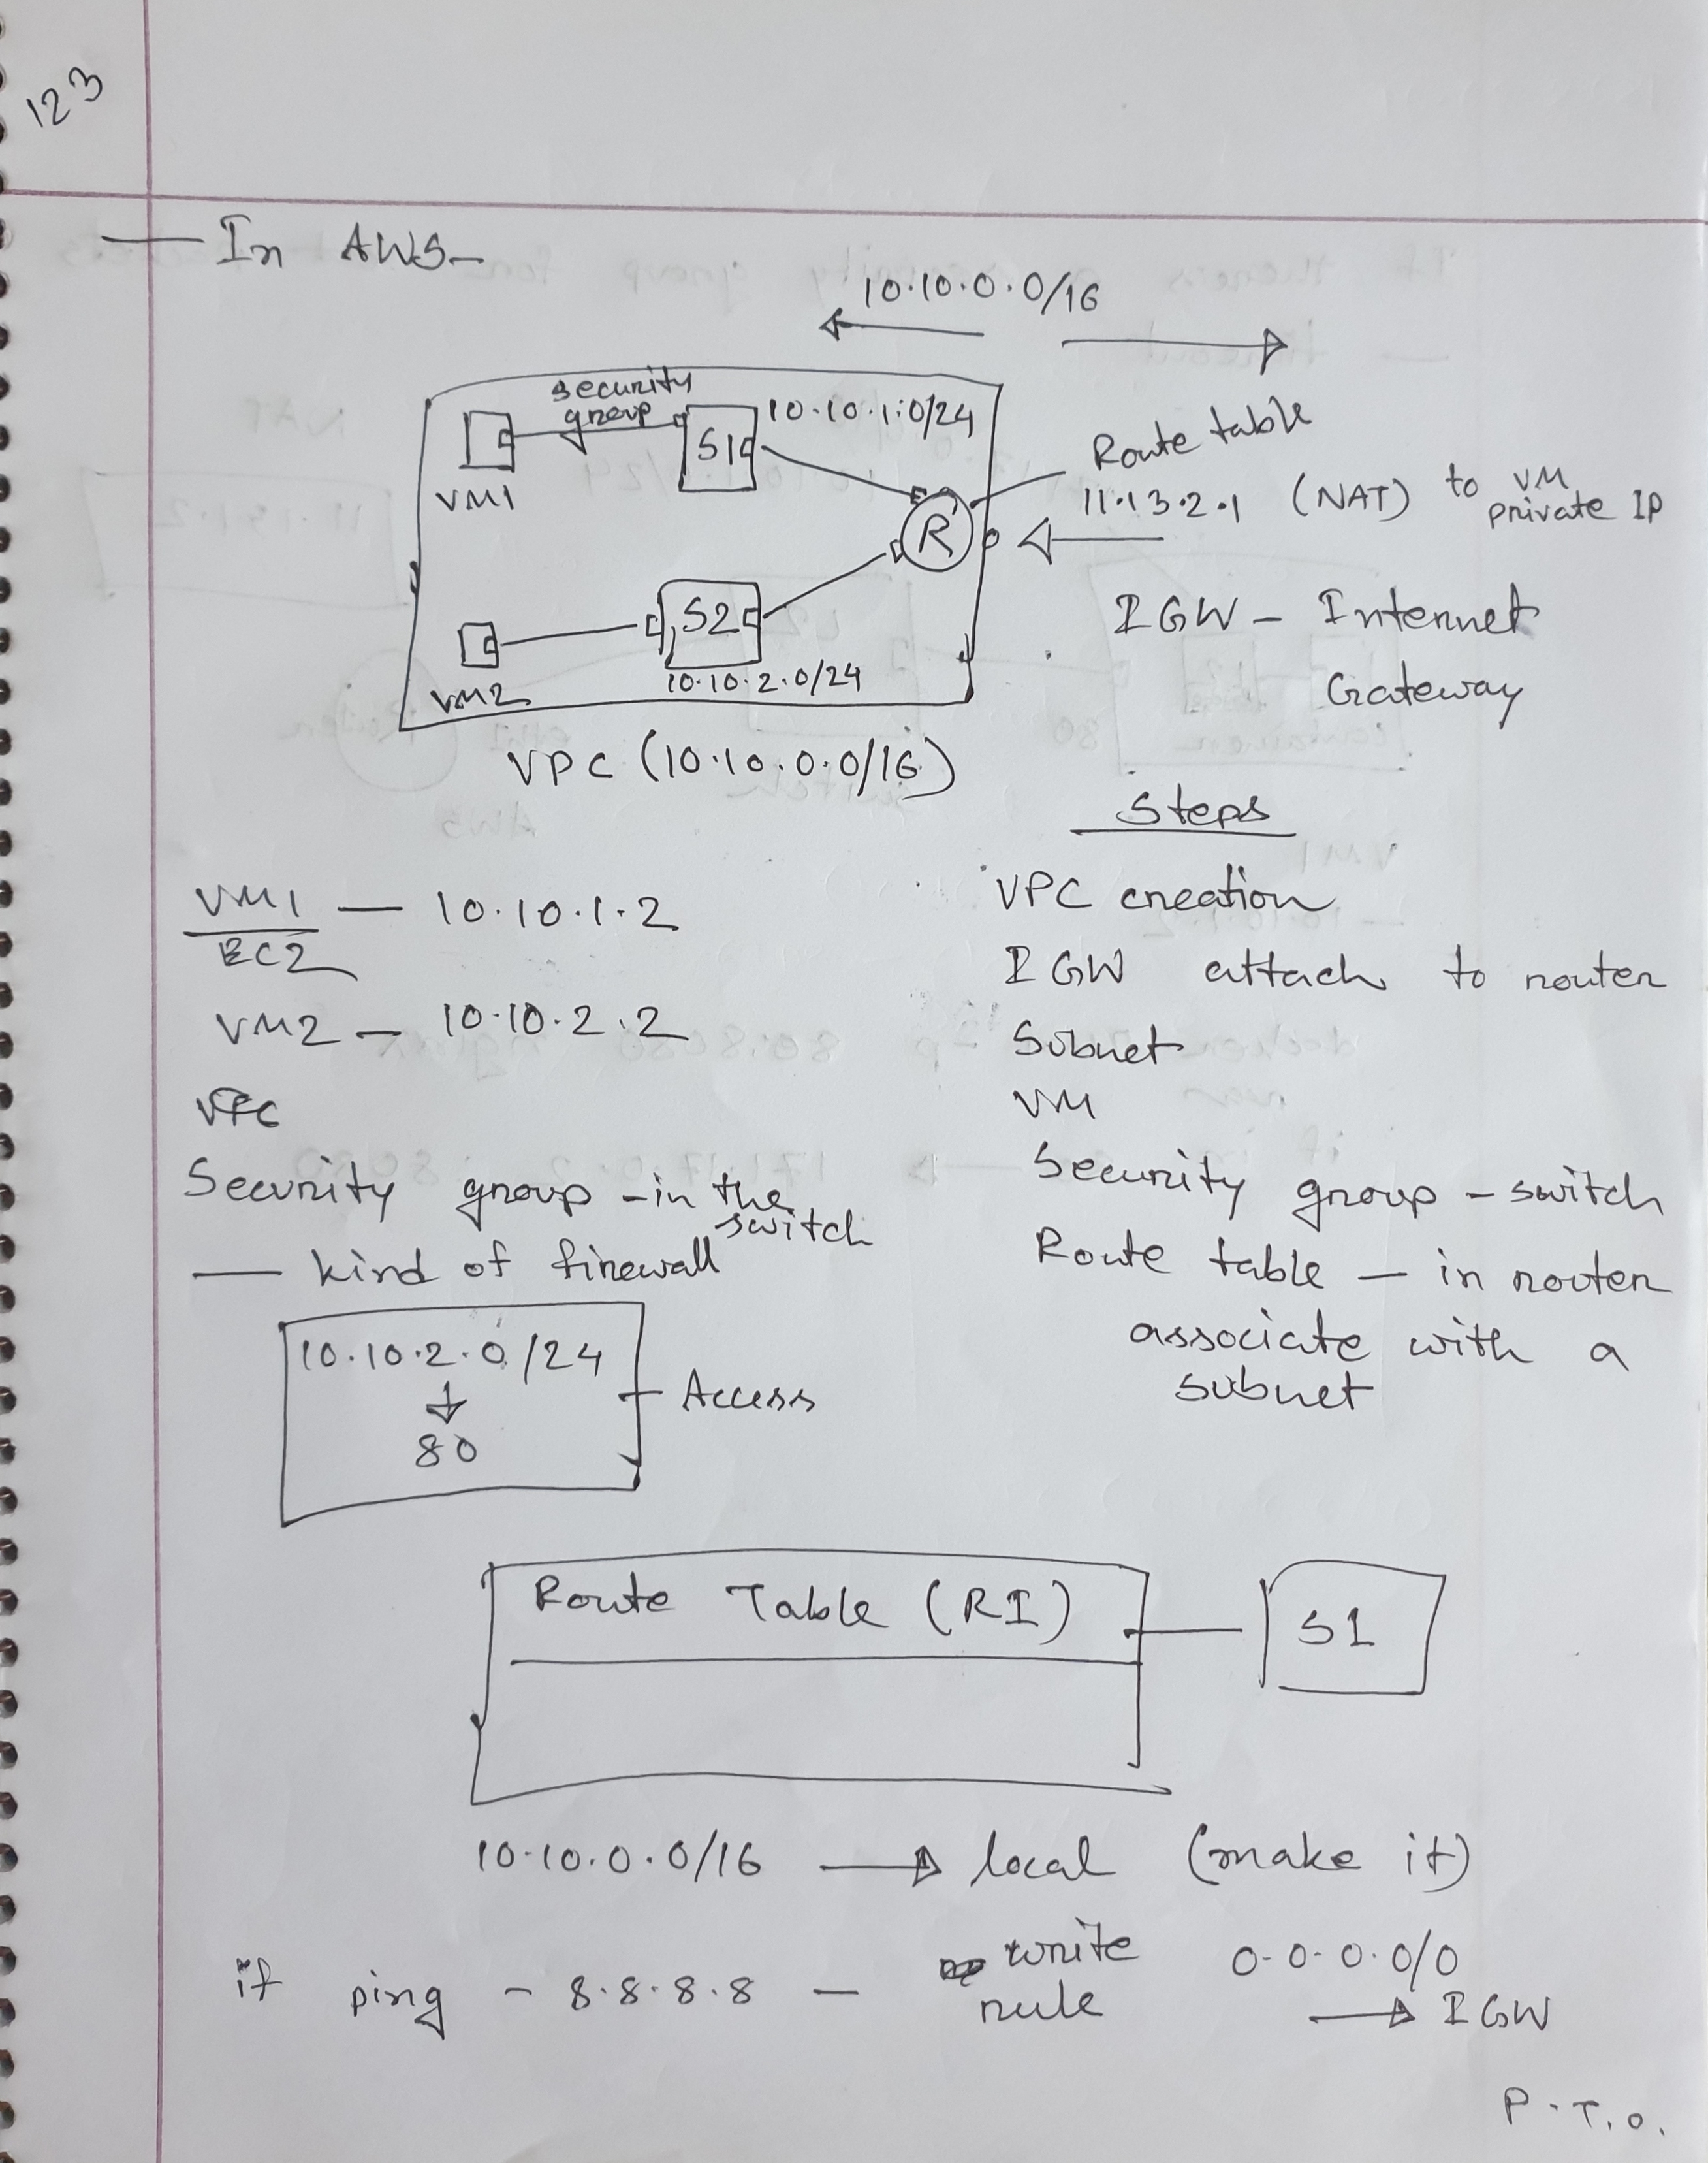 123
— In AWS —
10.10.0.0/16
security
group
10.10.1.0/24
S1
VM1
Route table
11.13.2.1 (NAT) to VM
private IP
R
S2
10.10.2.0/24
VM2
IGW - Internet
Gateway
VPC (10.10.0.0/16)
VM1 — 10.10.1.2
EC2
VM2 — 10.10.2.2
VPC
Security group - in the
switch
— kind of firewall
10.10.2.0/24
↓
80
Access
Steps
VPC creation
IGW attach to router
Subnet
VM
Security group - switch
Route table — in router
associate with a
subnet
Route Table (RI)
S1
10.10.0.0/16 → local (make it)
if ping - 8.8.8.8 — write
rule
0.0.0.0/0
→ IGW
P.T.O.